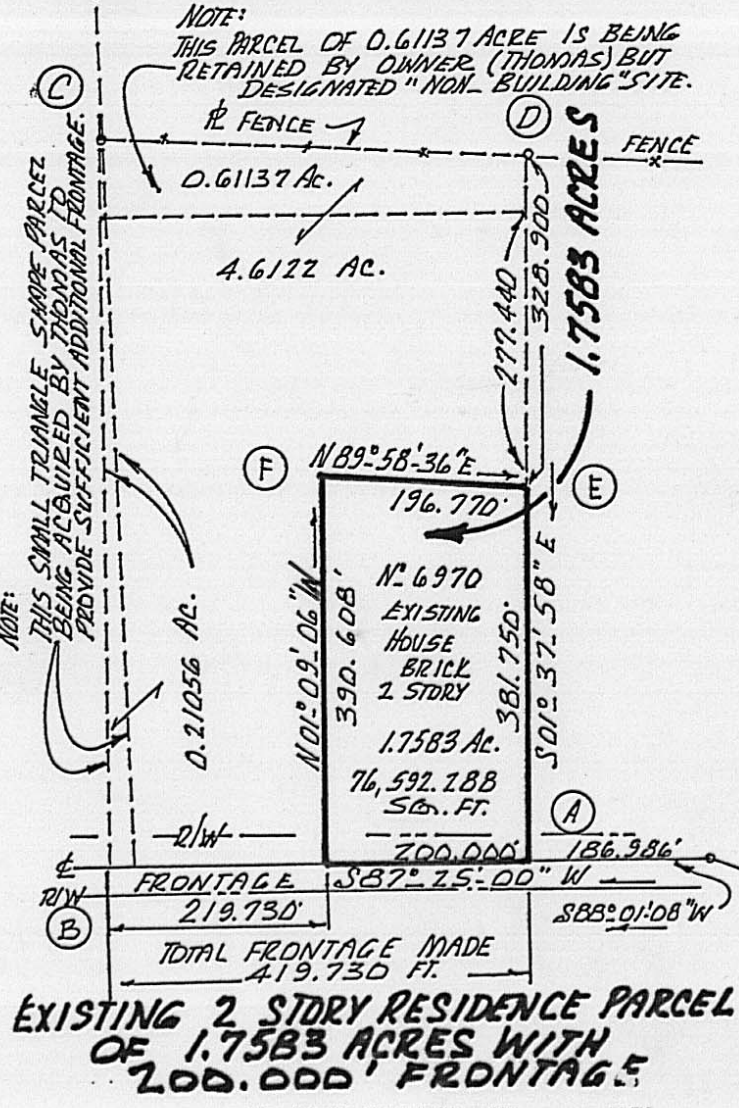 NOTE:
THIS PARCEL OF 0.61137 ACRE IS BEING
RETAINED BY OWNER (THOMAS) BUT
DESIGNATED "NON-BUILDING" SITE.
C
℄ FENCE
D
FENCE
0.61137 AC.
4.6122 AC.
277.440
328.900
1.7583 ACRES
NOTE:
THIS SMALL TRIANGLE SHAPE PARCEL
BEING ACQUIRED BY THOMAS TO
PROVIDE SUFFICIENT ADDITIONAL FRONTAGE.
0.21056 AC.
F
N89°-58'-36"E.
E
196.770'
N01°-09'-06"W
390.608'
Nº 6970
EXISTING
HOUSE
BRICK
2 STORY
1.7583 AC.
76,592.288
SQ. FT.
381.750'
S01°-37'-58" E
A
R/W
200.000'
186.986'
℄
R/W
FRONTAGE
S87°-25'-00" W
S88°-01'-08"W
B
219.730'
TOTAL FRONTAGE MADE
419.730 FT.
EXISTING 2 STORY RESIDENCE PARCEL
OF 1.7583 ACRES WITH
200.000' FRONTAGE